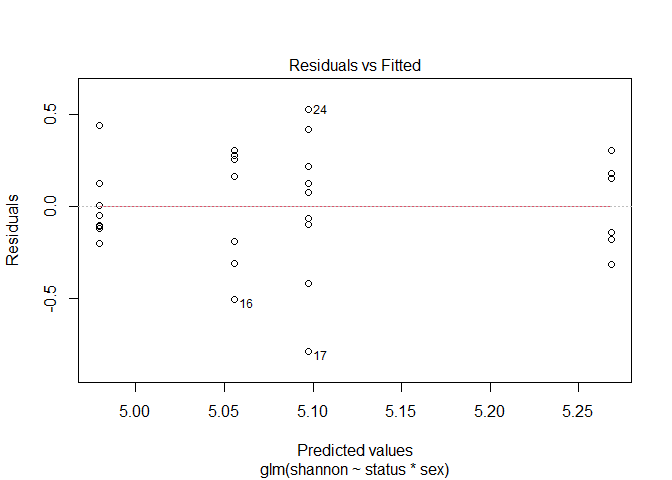 Residuals vs Fitted
Residuals
0.5
0.0
-0.5
24
16
17
5.00 5.05 5.10 5.15 5.20 5.25
Predicted values
glm(shannon ~ status * sex)